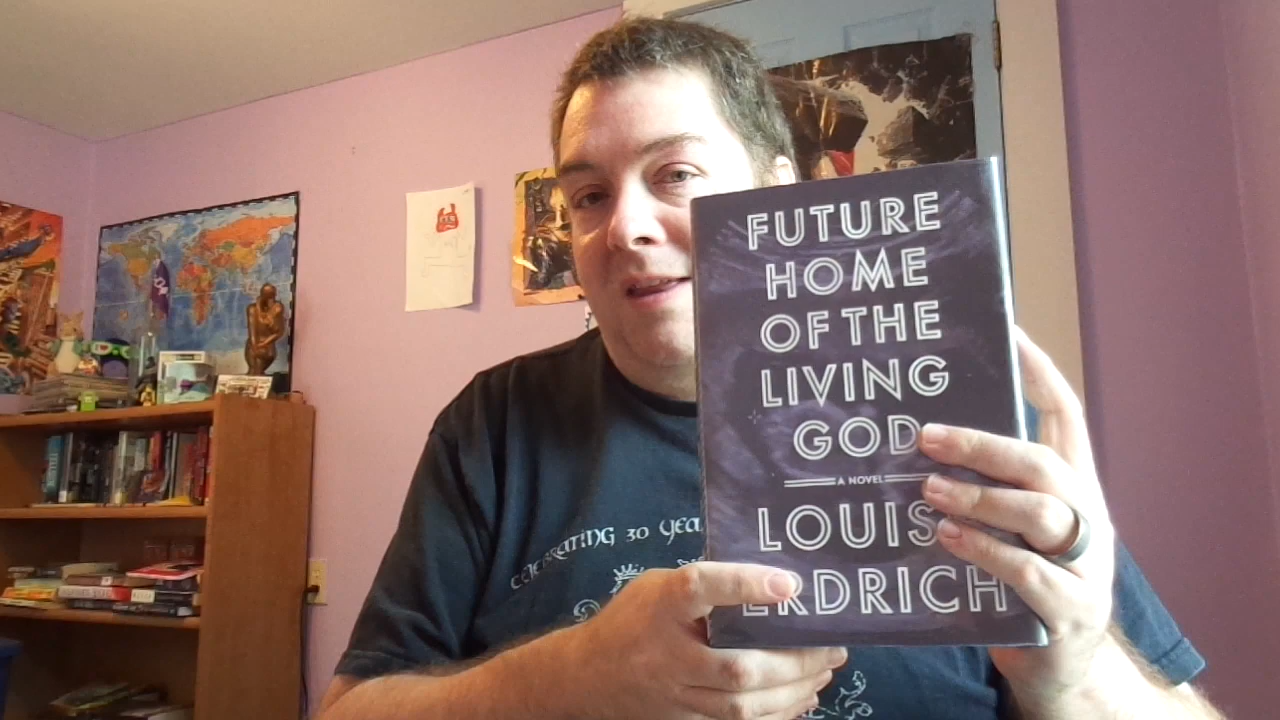 FUTURE
HOME
OF THE
LIVING
GOD
A NOVEL
LOUIS
ERDRICH
CELEBRATING 30 YEA